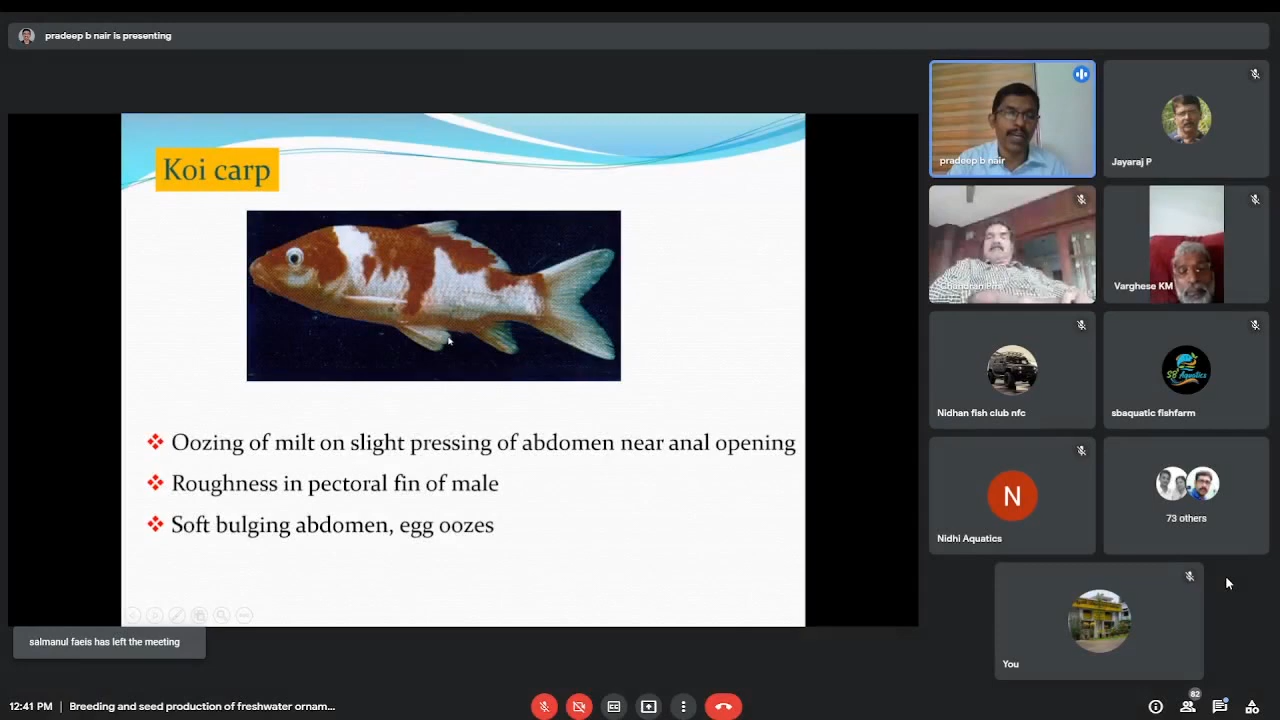 pradeep b nair is presenting
Koi carp
Oozing of milt on slight pressing of abdomen near anal opening
Roughness in pectoral fin of male
Soft bulging abdomen, egg oozes
salmanul faeis has left the meeting
pradeep b nair
Jayaraj P
Varghese KM
Nidhan fish club nfc
SB Aquatics
sbaquatic fishfarm
N
Nidhi Aquatics
73 others
You
12:41 PM | Breeding and seed production of freshwater ornam...
82